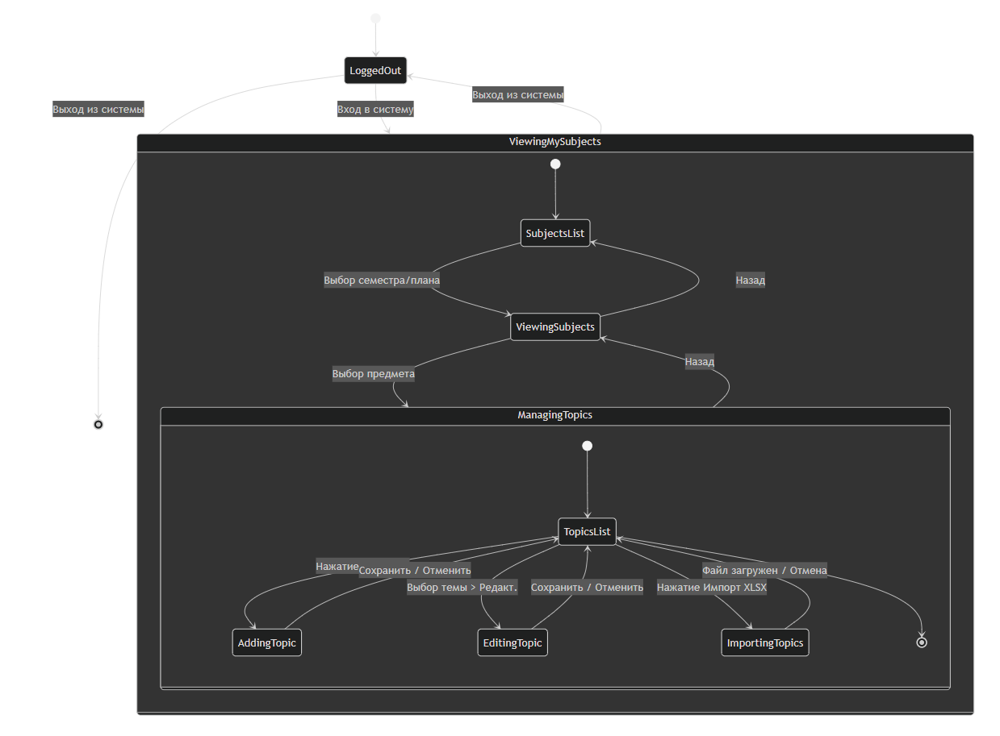 LoggedOut
Выход из системы
Выход из системы
Вход в систему
ViewingMySubjects
SubjectsList
Выбор семестра/плана
Назад
ViewingSubjects
Назад
Выбор предмета
ManagingTopics
TopicsList
Нажатие
Сохранить / Отменить
Файл загружен / Отмена
Выбор темы > Редакт.
Сохранить / Отменить
Нажатие Импорт XLSX
AddingTopic
EditingTopic
ImportingTopics